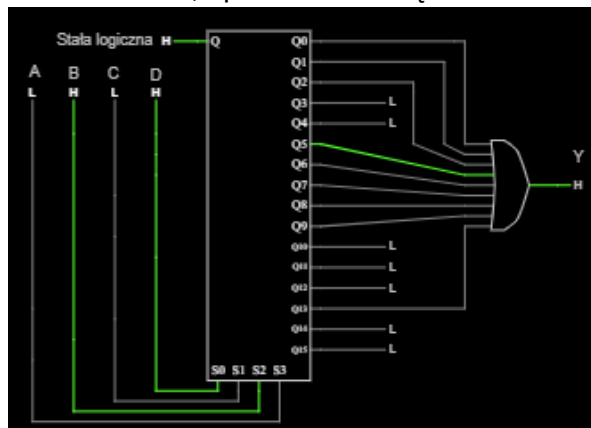 Stała logiczna H
Q
Q0
Q1
A B C D
L H L H
Q2
Q3 L
Q4 L
Q5
Y
Q6
H
Q7
Q8
Q9
Q10 L
Q11 L
Q12 L
Q13
Q14 L
Q15 L
S0 S1 S2 S3